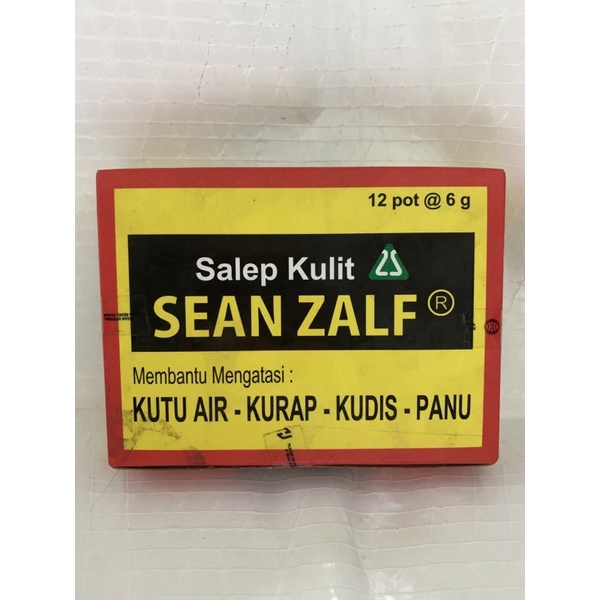 12 pot @ 6 g
Salep Kulit
SEAN ZALF ®
Membantu Mengatasi :
KUTU AIR - KURAP - KUDIS - PANU